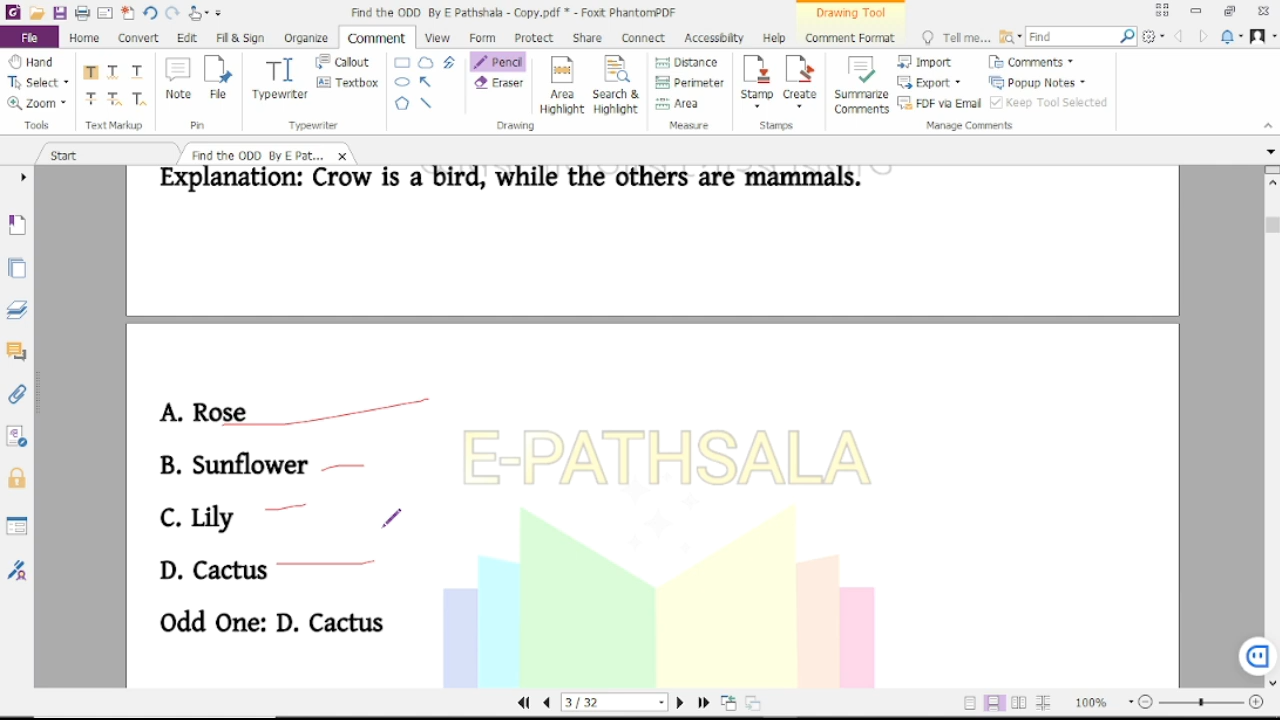 Find the ODD By E Pathshala - Copy.pdf * - Foxit PhantomPDF
Drawing Tool
File Home Convert Edit Fill & Sign Organize Comment View Form Protect Share Connect Accessibility Help Comment Format Tell me... Find
Hand
Select
Zoom
Tools
Text Markup
Note
File
Pin
Typewriter
Callout
Textbox
Typewriter
Pencil
Eraser
Area Highlight
Search & Highlight
Drawing
Distance
Perimeter
Area
Measure
Stamp
Create
Stamps
Summarize Comments
Import
Export
FDF via Email
Comments
Popup Notes
Keep Tool Selected
Manage Comments
Start
Find the ODD By E Pat...
Explanation: Crow is a bird, while the others are mammals.
A. Rose
B. Sunflower
C. Lily
D. Cactus
Odd One: D. Cactus
E-PATHSALA
3 / 32
100%